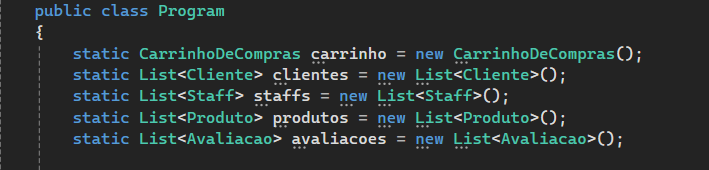 public class Program
{
static CarrinhoDeCompras carrinho = new CarrinhoDeCompras();
static List<Cliente> clientes = new List<Cliente>();
static List<Staff> staffs = new List<Staff>();
static List<Produto> produtos = new List<Produto>();
static List<Avaliacao> avaliacoes = new List<Avaliacao>();